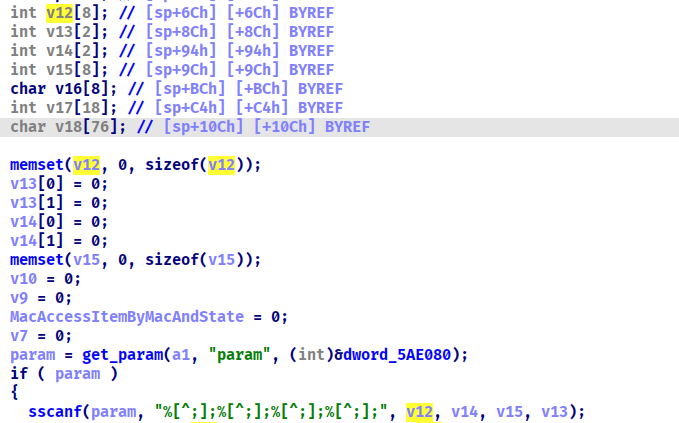 int v12[8]; // [sp+6Ch] [+6Ch] BYREF
int v13[2]; // [sp+8Ch] [+8Ch] BYREF
int v14[2]; // [sp+94h] [+94h] BYREF
int v15[8]; // [sp+9Ch] [+9Ch] BYREF
char v16[8]; // [sp+BCh] [+BCh] BYREF
int v17[18]; // [sp+C4h] [+C4h] BYREF
char v18[76]; // [sp+10Ch] [+10Ch] BYREF
memset(v12, 0, sizeof(v12));
v13[0] = 0;
v13[1] = 0;
v14[0] = 0;
v14[1] = 0;
memset(v15, 0, sizeof(v15));
v10 = 0;
v9 = 0;
MacAccessItemByMacAndState = 0;
v7 = 0;
param = get_param(a1, "param", (int)&dword_5AE080);
if ( param )
{
sscanf(param, "%[^;];%[^;];%[^;];%[^;];", v12, v14, v15, v13);